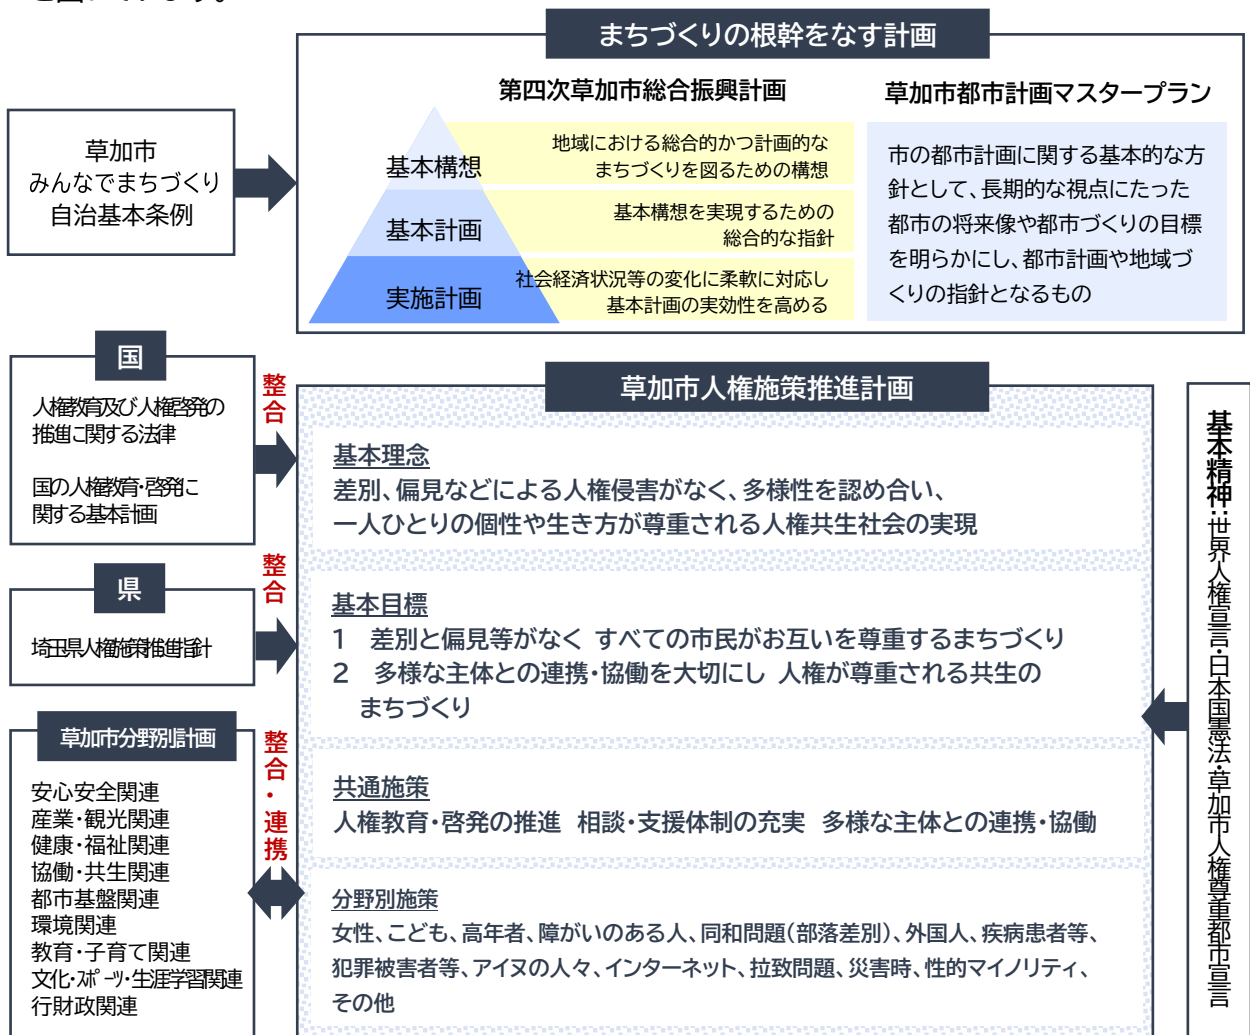 まちづくりの根幹をなす計画
第四次草加市総合振興計画
草加市都市計画マスタープラン
草加市
みんなでまちづくり
自治基本条例
基本構想
地域における総合的かつ計画的な
まちづくりを図るための構想
基本計画
基本構想を実現するための
総合的な指針
実施計画
社会経済状況等の変化に柔軟に対応し
基本計画の実効性を高める
市の都市計画に関する基本的な方
針として、長期的な視点にたった
都市の将来像や都市づくりの目標
を明らかにし、都市計画や地域づ
くりの指針となるもの
国
人権教育及び人権啓発の
推進に関する法律
国の人権教育・啓発に
関する基本計画
整合
県
埼玉県人権施策推進指針
整合
草加市分野別計画
安心安全関連
産業・観光関連
健康・福祉関連
協働・共生関連
都市基盤関連
環境関連
教育・子育て関連
文化・スポーツ・生涯学習関連
行財政関連
整合・連携
草加市人権施策推進計画
基本理念
差別、偏見などによる人権侵害がなく、多様性を認め合い、
一人ひとりの個性や生き方が尊重される人権共生社会の実現
基本目標
1 差別と偏見等がなく すべての市民がお互いを尊重するまちづくり
2 多様な主体との連携・協働を大切にし 人権が尊重される共生の
まちづくり
共通施策
人権教育・啓発の推進 相談・支援体制の充実 多様な主体との連携・協働
分野別施策
女性、こども、高年者、障がいのある人、同和問題(部落差別)、外国人、疾病患者等、
犯罪被害者等、アイヌの人々、インターネット、拉致問題、災害時、性的マイノリティ、
その他
基本精神:世界人権宣言・日本国憲法・草加市人権尊重都市宣言